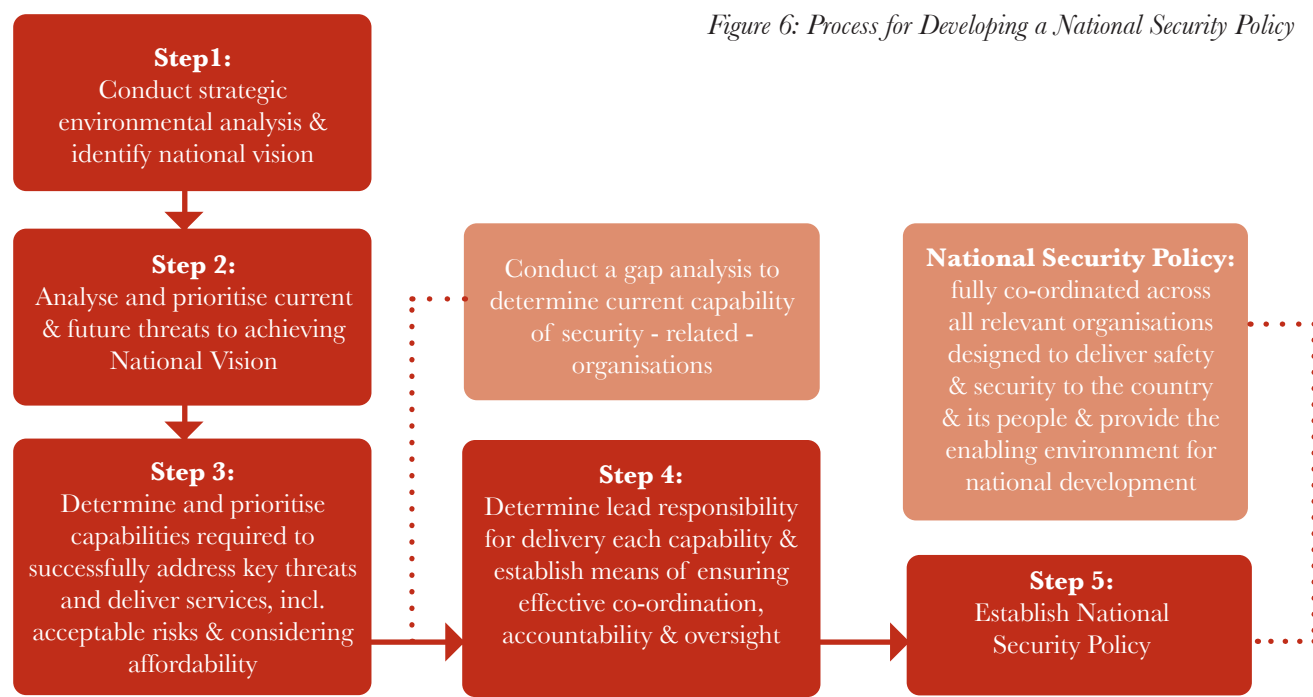 Figure 6: Process for Developing a National Security Policy
Step1:
Conduct strategic
environmental analysis &
identify national vision
Step 2:
Analyse and prioritise current
& future threats to achieving
National Vision
Step 3:
Determine and prioritise
capabilities required to
successfully address key threats
and deliver services, incl.
acceptable risks & considering
affordability
Conduct a gap analysis to
determine current capability
of security - related -
organisations
Step 4:
Determine lead responsibility
for delivery each capability &
establish means of ensuring
effective co-ordination,
accountability & oversight
National Security Policy:
fully co-ordinated across
all relevant organisations
designed to deliver safety
& security to the country
& its people & provide the
enabling environment for
national development
Step 5:
Establish National
Security Policy